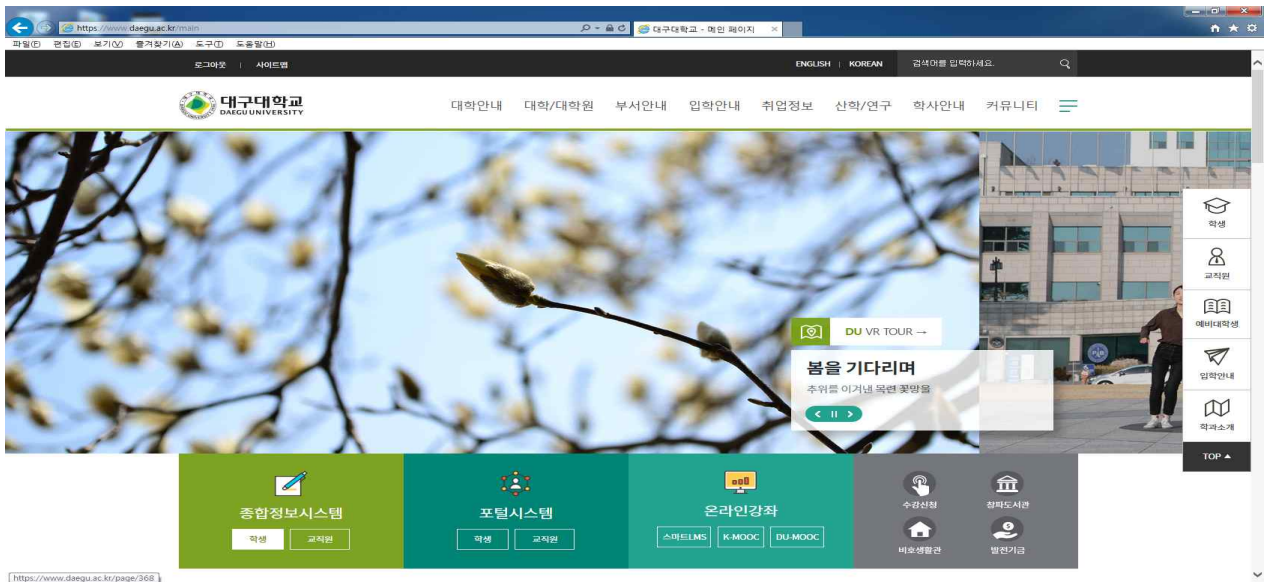 https://www.daegu.ac.kr/main
대구대학교 - 메인 페이지
파일(F) 편집(E) 보기(V) 즐겨찾기(A) 도구(T) 도움말(H)
로그아웃 | 사이트맵
ENGLISH | KOREAN
검색어를 입력하세요.
대구대학교
DAEGU UNIVERSITY
대학안내 대학/대학원 부서안내 입학안내 취업정보 산학/연구 학사안내 커뮤니티
학생
교직원
예비대학생
입학안내
학과소개
TOP ▲
DU VR TOUR →
봄을 기다리며
추위를 이겨낸 목련 꽃망울
종합정보시스템
학생 교직원
포털시스템
학생 교직원
온라인강좌
스마트LMS K-MOOC DU-MOOC
수강신청 창파도서관
비호생활관 발전기금
https://www.daegu.ac.kr/page/368